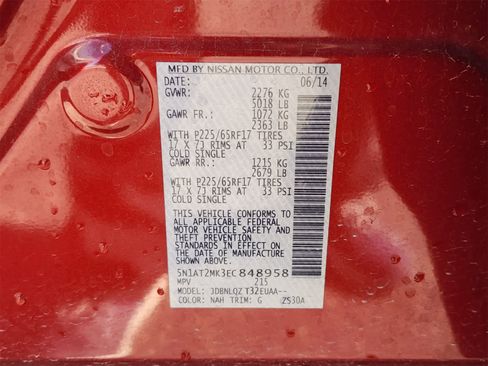 MFD BY NISSAN MOTOR CO., LTD.
DATE: 06/14
GVWR: 2276 KG
5018 LB
GAWR FR.: 1072 KG
2363 LB
WITH P225/65RF17 TIRES
17 X 7J RIMS AT 33 PSI
COLD SINGLE
GAWR RR.: 1215 KG
2679 LB
WITH P225/65RF17 TIRES
17 X 7J RIMS AT 33 PSI
COLD SINGLE
THIS VEHICLE CONFORMS TO
ALL APPLICABLE FEDERAL
MOTOR VEHICLE SAFETY AND
THEFT PREVENTION
STANDARDS IN EFFECT ON
THE DATE OF MANUFACTURE
SHOWN ABOVE.
5N1AT2MK3EC848958
MPV 215
MODEL: JDBNLQZ T32EUAA--
COLOR: NAH TRIM: G Z530A